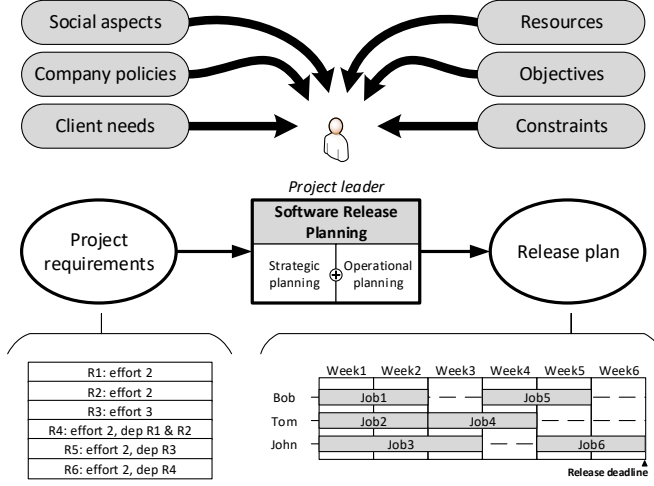 Social aspects
Resources
Company policies
Objectives
Client needs
Constraints
Project leader
Project
requirements
Software Release
Planning
Strategic
planning
Operational
planning
Release plan
R1: effort 2
R2: effort 2
R3: effort 3
R4: effort 2, dep R1 & R2
R5: effort 2, dep R3
R6: effort 2, dep R4
Week1 Week2 Week3 Week4 Week5 Week6
Bob Job1 Job5
Tom Job2 Job4
John Job3 Job6
Release deadline